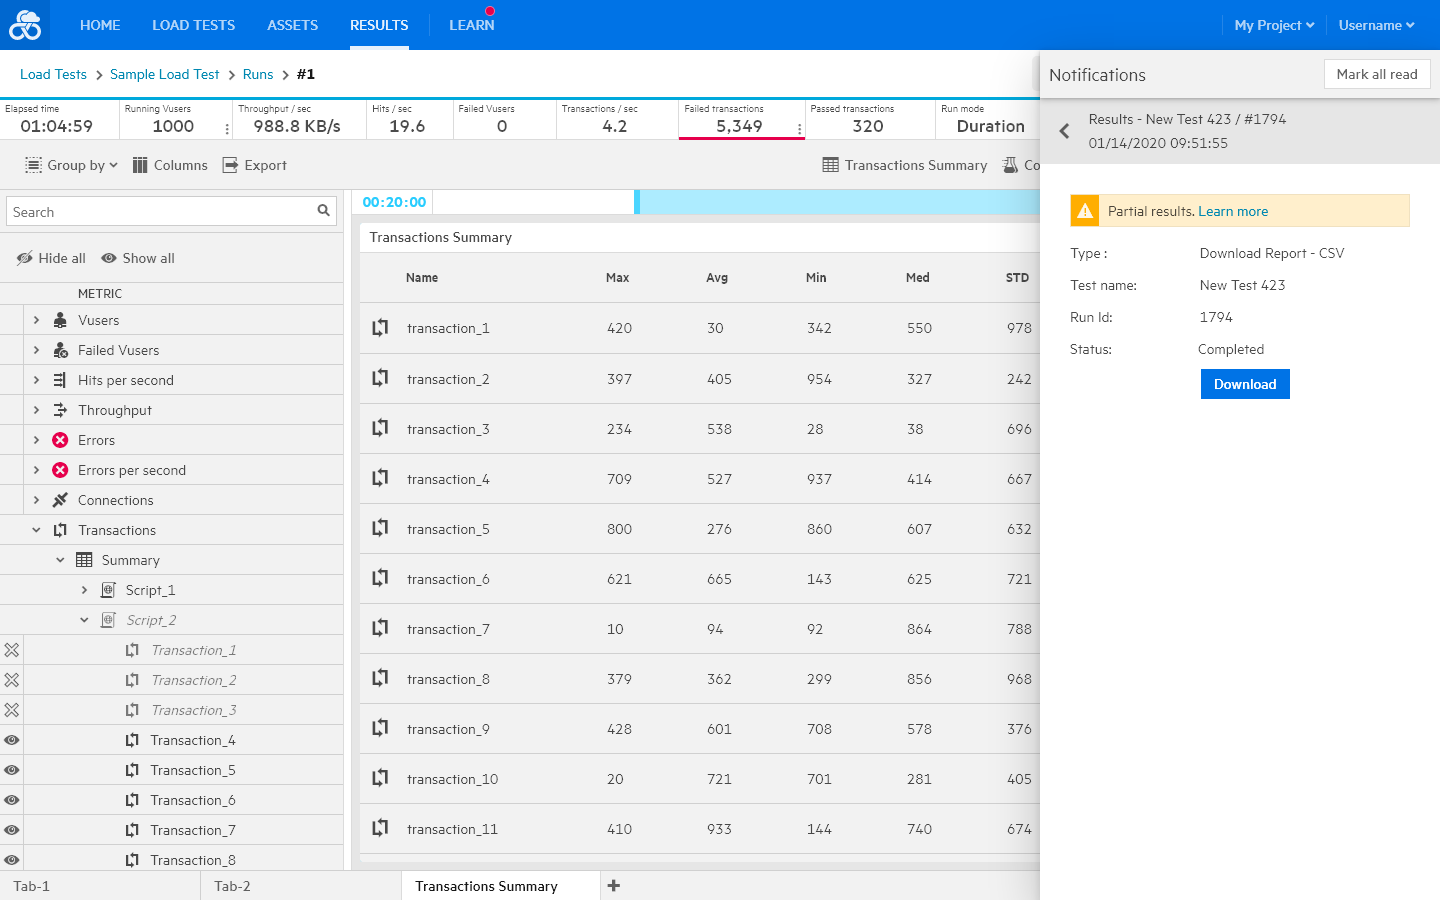 HOME LOAD TESTS ASSETS RESULTS LEARN My Project Username
Load Tests > Sample Load Test > Runs > #1
Elapsed time Running Vusers Throughput / sec Hits / sec Failed Vusers Transactions / sec Failed transactions Passed transactions Run mode
01:04:59 1000 988.8 KB/s 19.6 0 4.2 5,349 320 Duration
Group by Columns Export Transactions Summary Co
00:20:00
Search
Hide all Show all
METRIC
Vusers
Failed Vusers
Hits per second
Throughput
Errors
Errors per second
Connections
Transactions
Summary
Script_1
Script_2
Transaction_1
Transaction_2
Transaction_3
Transaction_4
Transaction_5
Transaction_6
Transaction_7
Transaction_8
Transactions Summary
Name Max Avg Min Med STD
transaction_1 420 30 342 550 978
transaction_2 397 405 954 327 242
transaction_3 234 538 28 38 696
transaction_4 709 527 937 414 667
transaction_5 800 276 860 607 632
transaction_6 621 665 143 625 721
transaction_7 10 94 92 864 788
transaction_8 379 362 299 856 968
transaction_9 428 601 708 578 376
transaction_10 20 721 701 281 405
transaction_11 410 933 144 740 674
Tab-1 Tab-2 Transactions Summary +
Notifications Mark all read
Results - New Test 423 / #1794
01/14/2020 09:51:55
Partial results. Learn more
Type : Download Report - CSV
Test name: New Test 423
Run Id: 1794
Status: Completed
Download